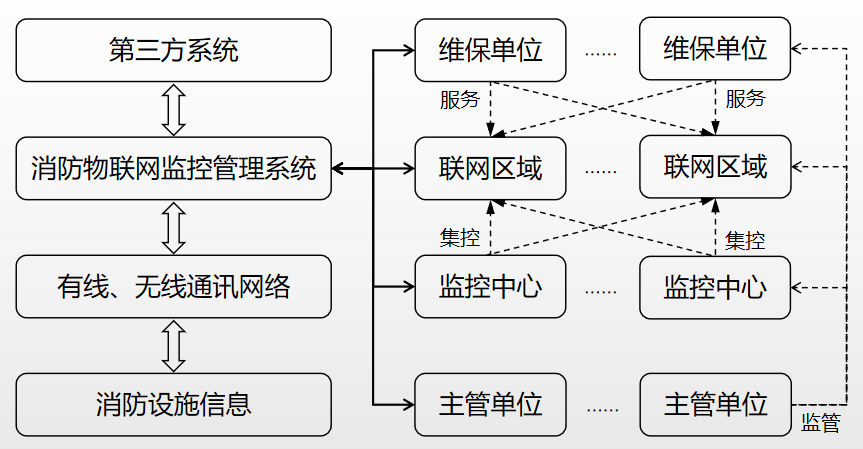 第三方系统
维保单位
......
维保单位
服务
服务
消防物联网监控管理系统
联网区域
......
联网区域
集控
集控
有线、无线通讯网络
监控中心
......
监控中心
消防设施信息
主管单位
......
主管单位
监管